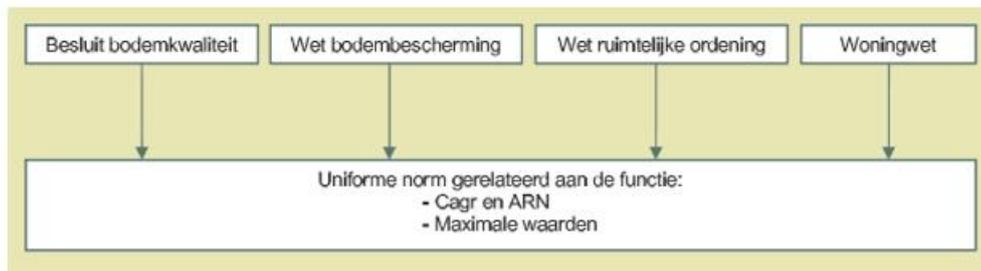 Besluit bodemkwaliteit
Wet bodembescherming
Wet ruimtelijke ordening
Woningwet
Uniforme norm gerelateerd aan de functie:
- Cagr en ARN
- Maximale waarden